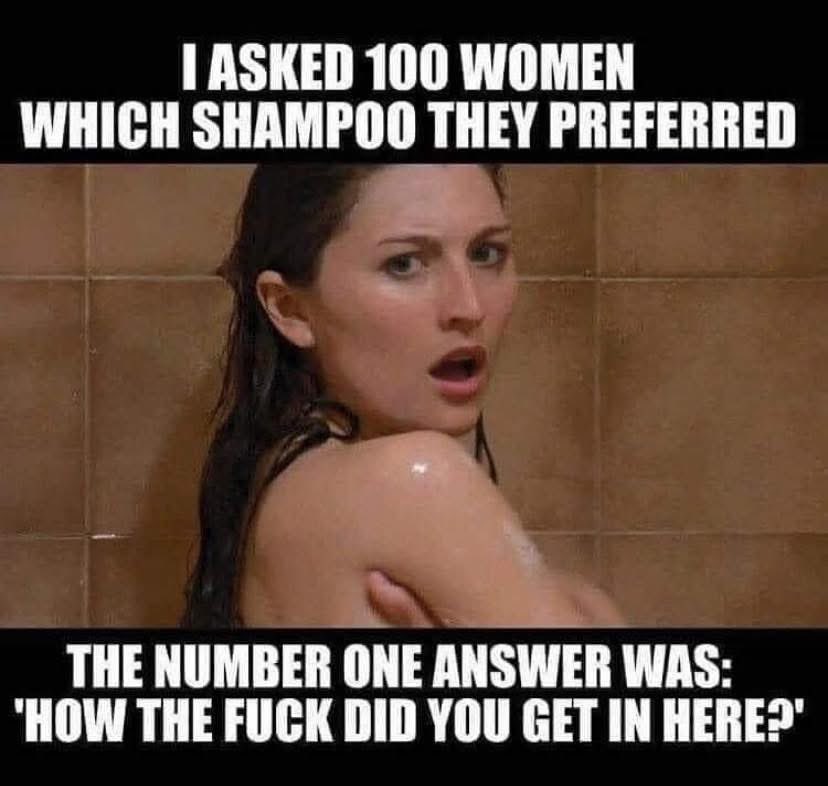 I ASKED 100 WOMEN
WHICH SHAMPOO THEY PREFERRED
THE NUMBER ONE ANSWER WAS:
'HOW THE FUCK DID YOU GET IN HERE?'